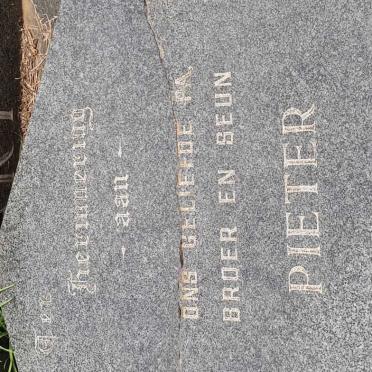 Ter
herinnering
- aan -
ONS GELIEFDE PA,
BROER EN SEUN
PIETER